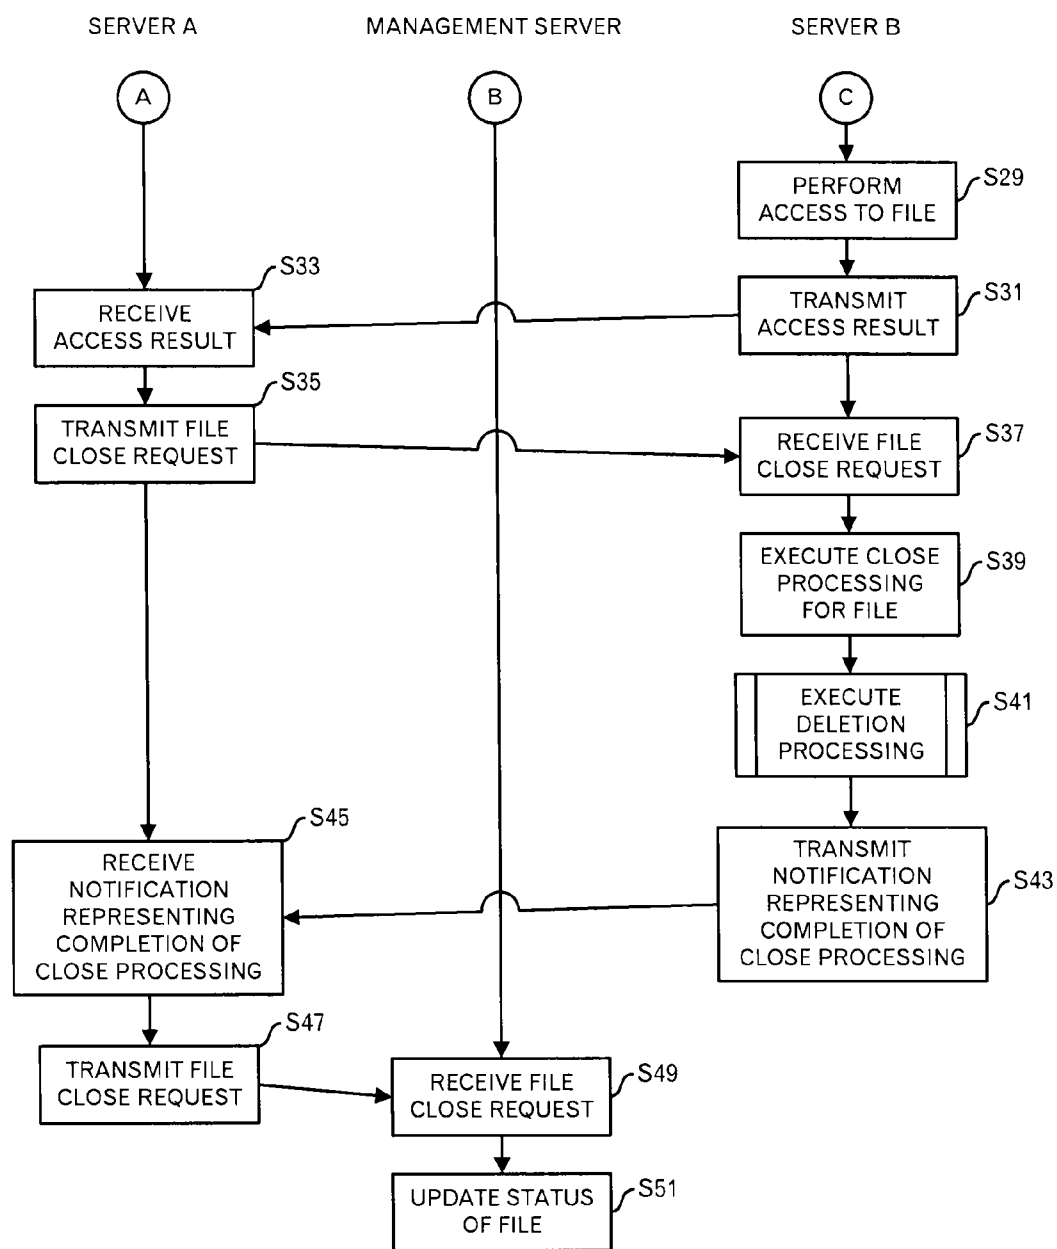 SERVER A
MANAGEMENT SERVER
SERVER B
A
B
C
PERFORM
ACCESS TO FILE
S29
S33
RECEIVE
ACCESS RESULT
TRANSMIT
ACCESS RESULT
S31
S35
TRANSMIT FILE
CLOSE REQUEST
RECEIVE FILE
CLOSE REQUEST
S37
EXECUTE CLOSE
PROCESSING
FOR FILE
S39
EXECUTE
DELETION
PROCESSING
S41
S45
RECEIVE
NOTIFICATION
REPRESENTING
COMPLETION OF
CLOSE PROCESSING
TRANSMIT
NOTIFICATION
REPRESENTING
COMPLETION OF
CLOSE PROCESSING
S43
S47
TRANSMIT FILE
CLOSE REQUEST
RECEIVE FILE
CLOSE REQUEST
S49
UPDATE STATUS
OF FILE
S51